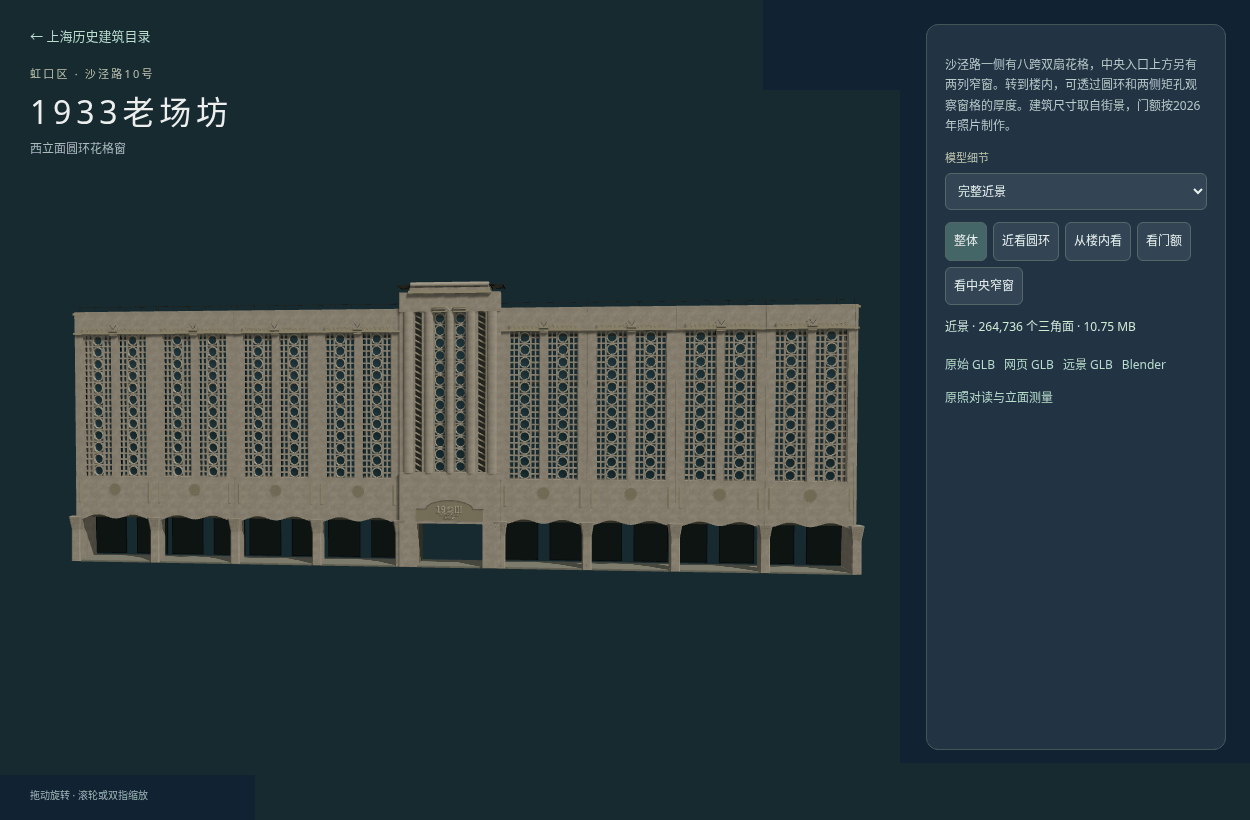 ← 上海历史建筑目录
虹口区 · 沙泾路10号
1933老场坊
西立面圆环花格窗
沙泾路一侧有八跨双扇花格，中央入口上方另有
两列窄窗。转到楼内，可透过圆环和两侧矩孔观
察窗格的厚度。建筑尺寸取自街景，门额按2026
年照片制作。
模型细节
完整近景
整体 近看圆环 从楼内看 看门额
看中央窄窗
近景 · 264,736 个三角面 · 10.75 MB
原始 GLB 网页 GLB 远景 GLB Blender
原照对读与立面测量
拖动旋转 · 滚轮或双指缩放